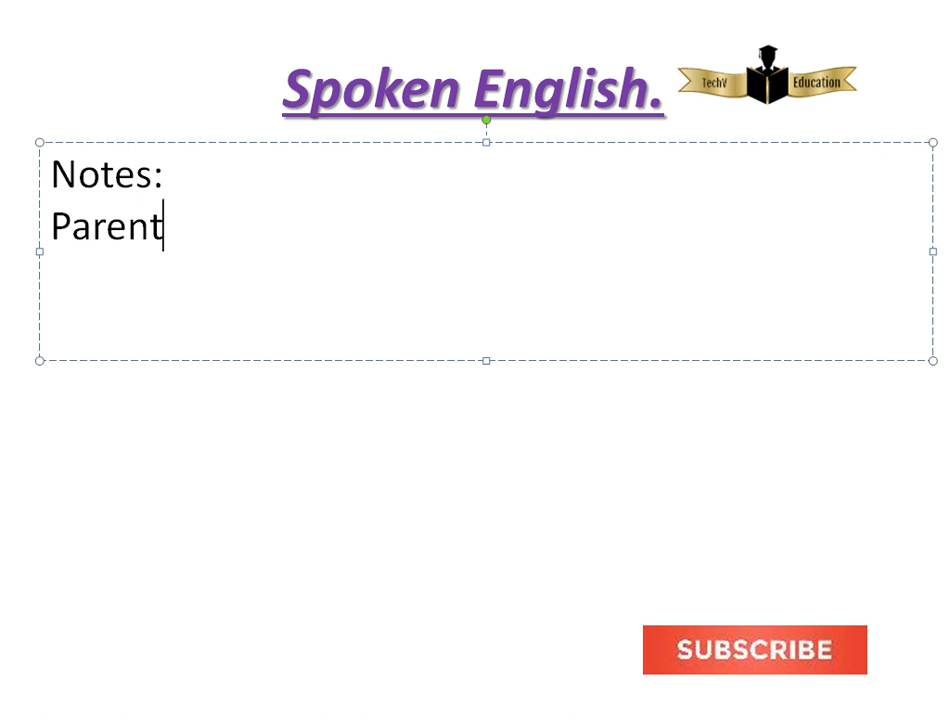 Spoken English.
TechV Education
Notes:
Parent
SUBSCRIBE